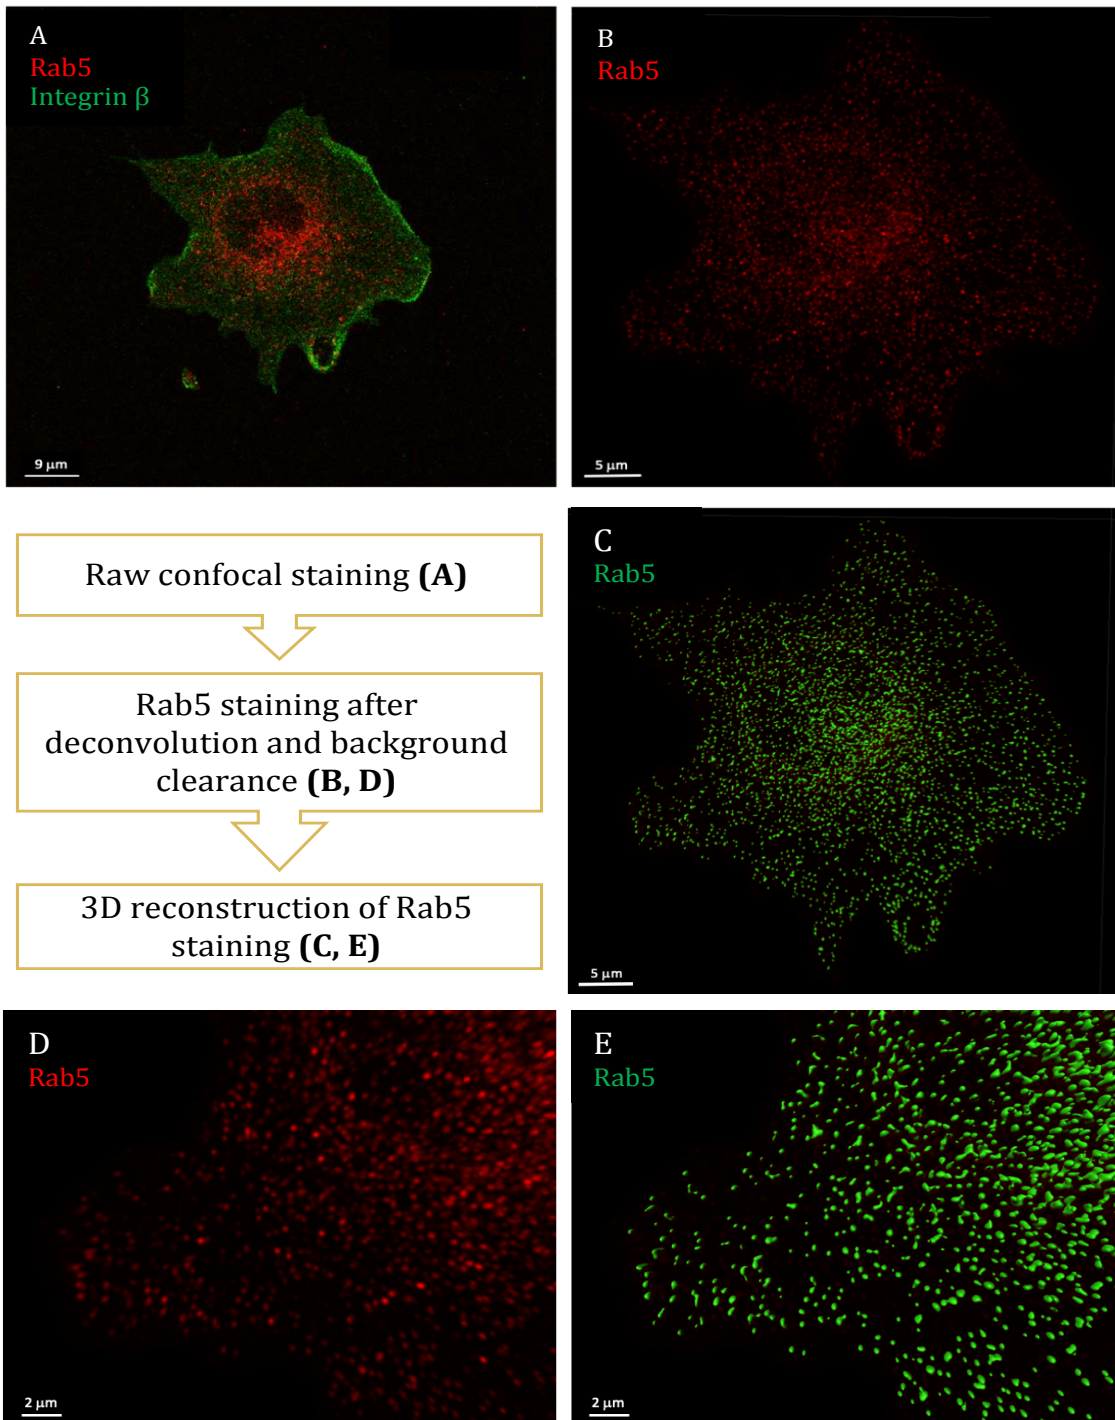 A
Rab5
Integrin β
9 μm
B
Rab5
5 μm
Raw confocal staining (A)
Rab5 staining after
deconvolution and background
clearance (B, D)
3D reconstruction of Rab5
staining (C, E)
C
Rab5
5 μm
D
Rab5
2 μm
E
Rab5
2 μm